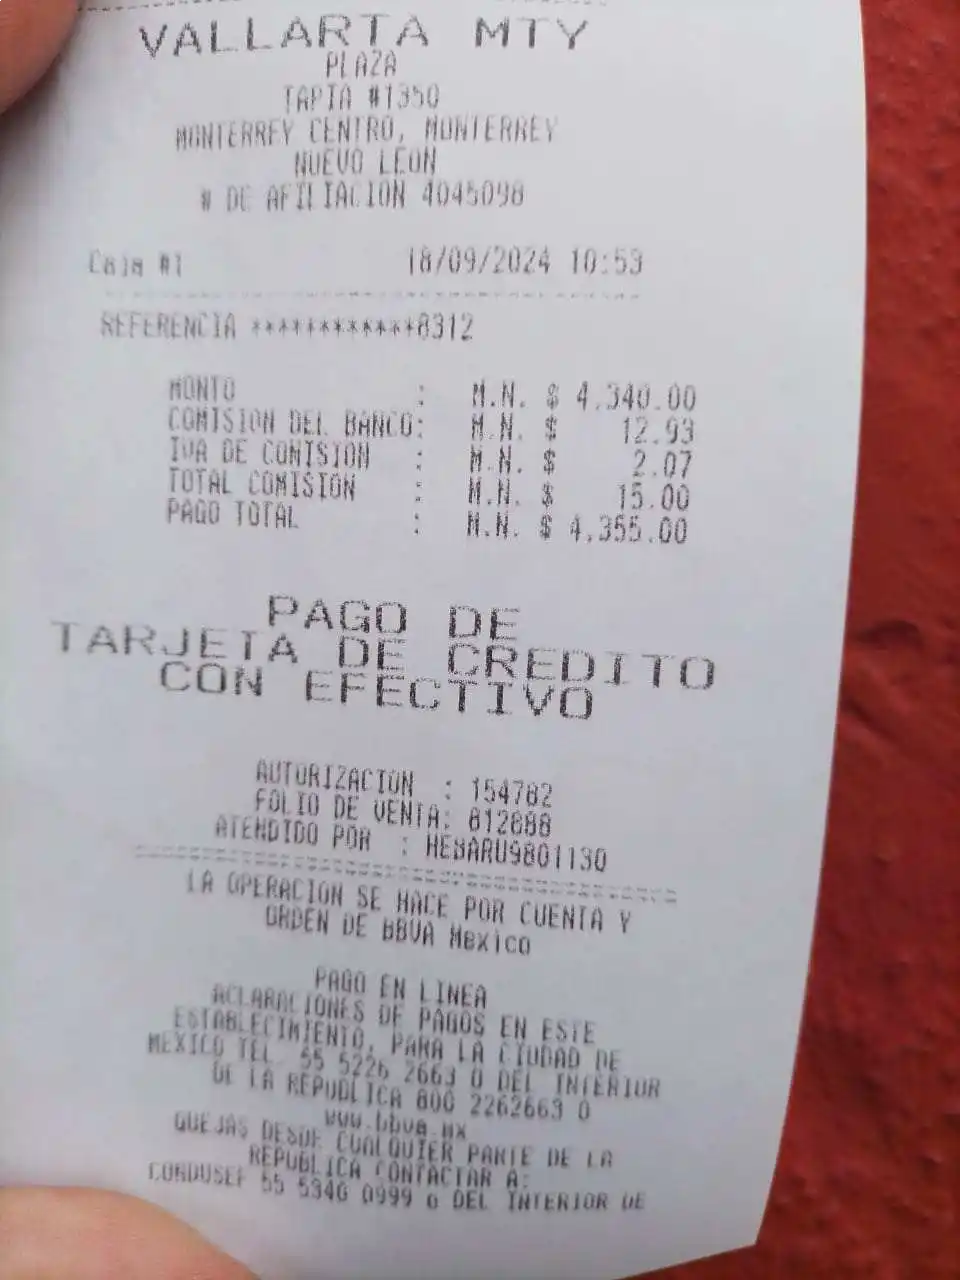 VALLARTA MTY
PLAZA
TAPIA #1350
MONTERREY CENTRO, MONTERREY
NUEVO LEON
# DE AFILIACION 4045098
Caja #1 18/09/2024 10:53
REFERENCIA ************8312
MONTO : M.N. $ 4,340.00
COMISION DEL BANCO: M.N. $ 12.93
IVA DE COMISION : M.N. $ 2.07
TOTAL COMISION : M.N. $ 15.00
PAGO TOTAL : M.N. $ 4,355.00
PAGO DE
TARJETA DE CREDITO
CON EFECTIVO
AUTORIZACION : 154782
FOLIO DE VENTA: 812888
ATENDIDO POR :
LA OPERACION SE HACE POR CUENTA Y
ORDEN DE BBVA Mexico
PAGO EN LINEA
ACLARACIONES DE PAGOS EN ESTE
ESTABLECIMIENTO, PARA LA CIUDAD DE
MEXICO TEL. 55 5226 2663 O DEL INTERIOR
DE LA REPUBLICA 800 2262663 O
www.bbva.mx
QUEJAS DESDE CUALQUIER PARTE DE LA
REPUBLICA CONTACTAR A:
CONDUSEF 55 5340 0999 o DEL INTERIOR DE